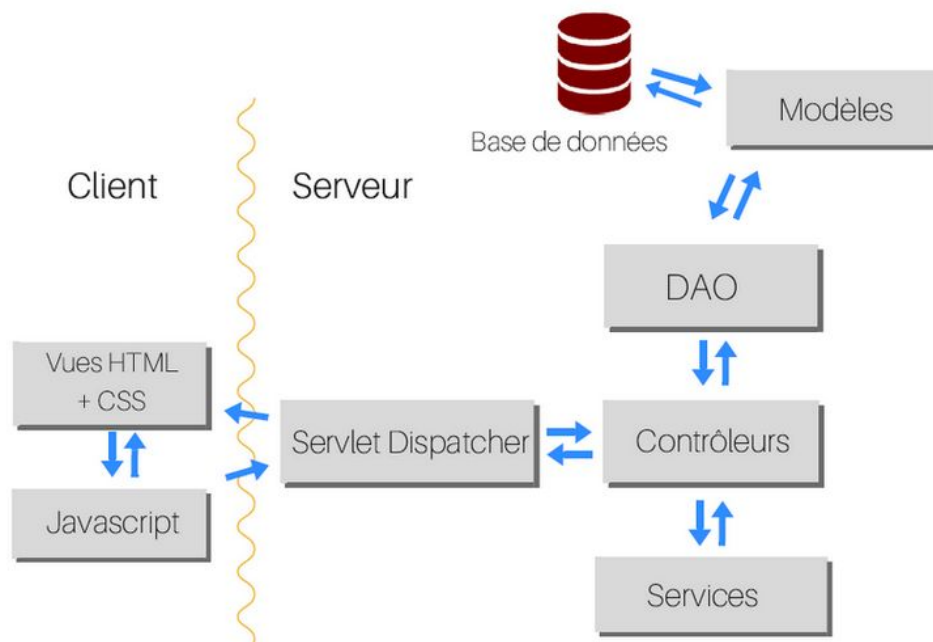 Base de données
Modèles
Client
Serveur
DAO
Vues HTML
+ CSS
Servlet Dispatcher
Contrôleurs
Javascript
Services